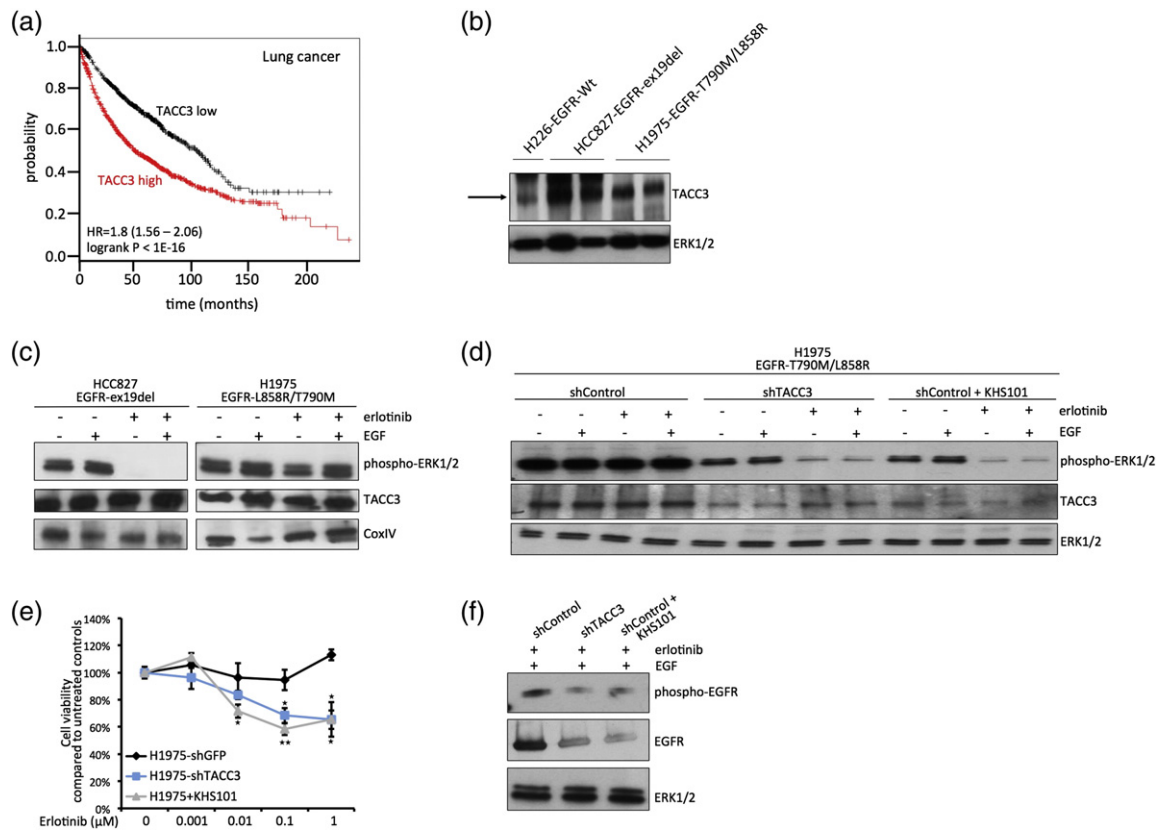 (a)
Lung cancer
1.0
0.8
0.6
0.4
0.2
0.0
probability
TACC3 low
TACC3 high
HR=1.8 (1.56 – 2.06)
logrank P < 1E-16
0 50 100 150 200
time (months)
(b)
H226-EGFR-Wt
HCC827-EGFR-ex19del
H1975-EGFR-T790M/L858R
TACC3
ERK1/2
(c)
HCC827
EGFR-ex19del
H1975
EGFR-L858R/T790M
- - + + - - + + erlotinib
- + - + - + - + EGF
phospho-ERK1/2
TACC3
CoxIV
(d)
H1975
EGFR-T790M/L858R
shControl shTACC3 shControl + KHS101
- - + + - - + + - - + + erlotinib
- + - + - + - + - + - + EGF
phospho-ERK1/2
TACC3
ERK1/2
(e)
Cell viability
compared to untreated controls
140%
120%
100%
80%
60%
40%
20%
0%
*
*
*
**
*
H1975-shGFP
H1975-shTACC3
H1975+KHS101
Erlotinib (μM) 0 0.001 0.01 0.1 1
(f)
shControl
shTACC3
shControl +
KHS101
+ + + erlotinib
+ + + EGF
phospho-EGFR
EGFR
ERK1/2